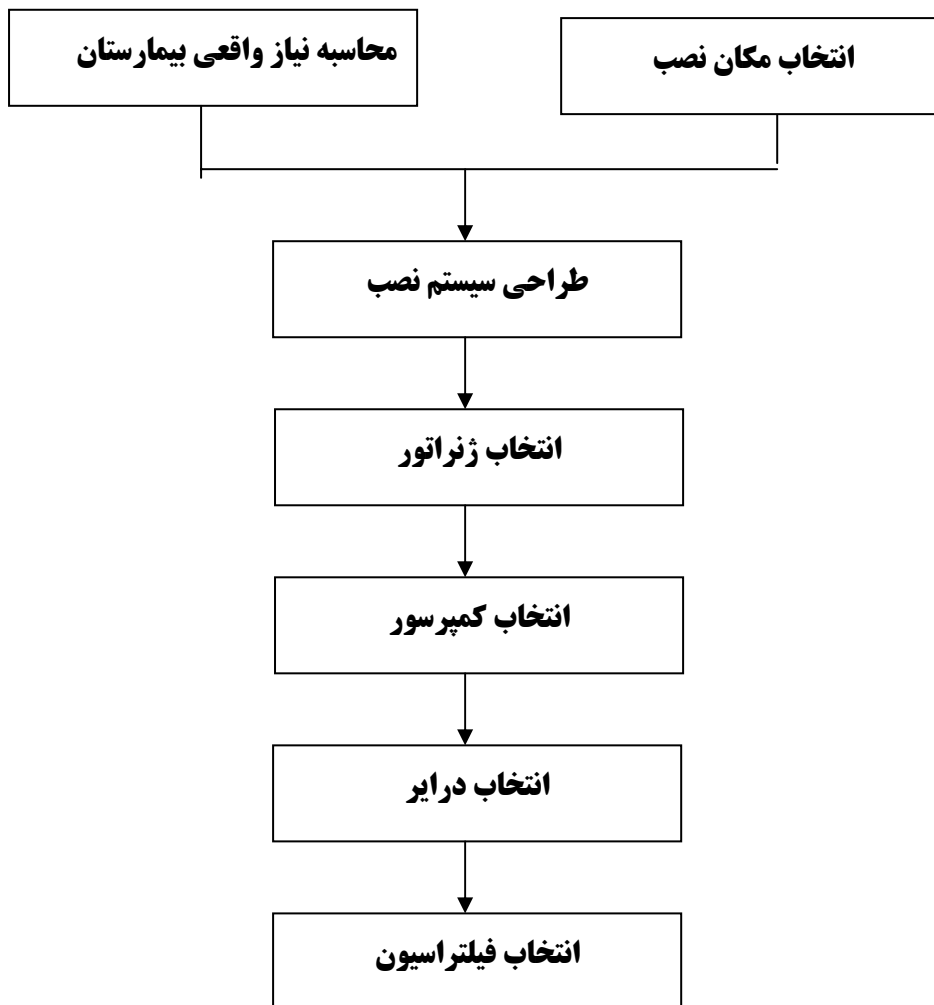 انتخاب مکان نصب
محاسبه نیاز واقعی بیمارستان
طراحی سیستم نصب
انتخاب ژنراتور
انتخاب کمپرسور
انتخاب درایر
انتخاب فیلتراسیون